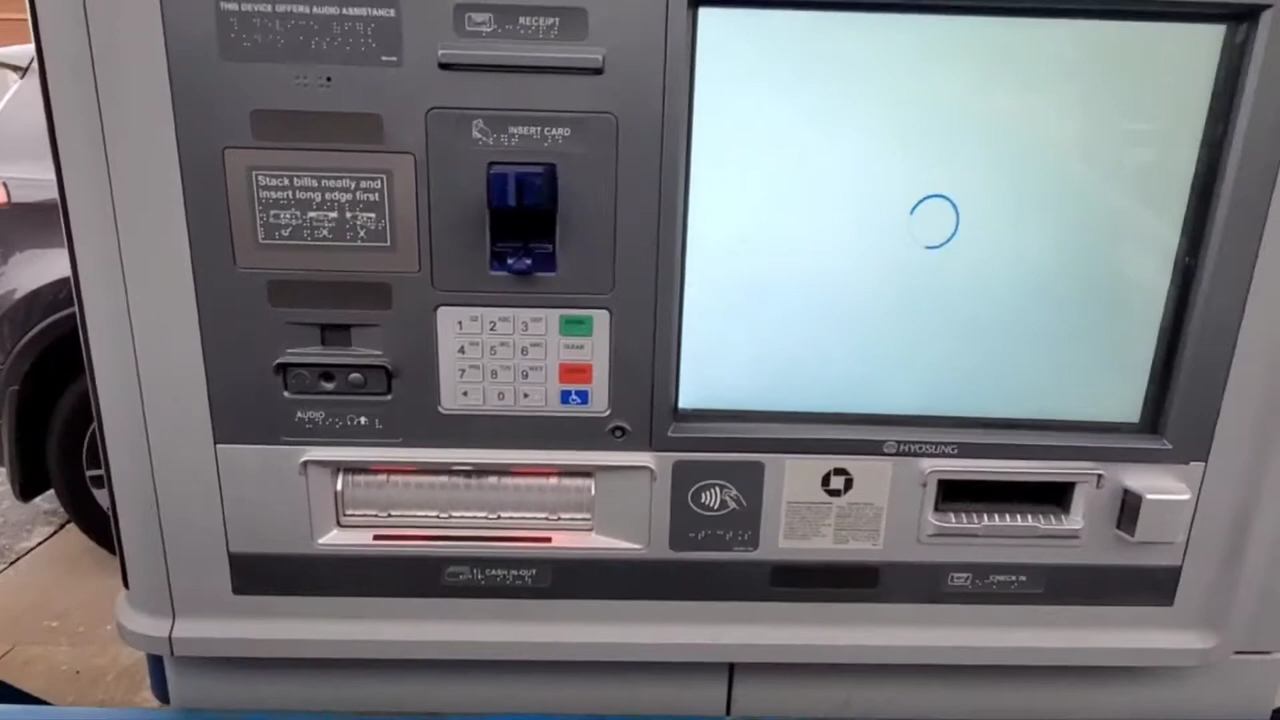 THIS DEVICE OFFERS AUDIO ASSISTANCE
RECEIPT
INSERT CARD
Stack bills neatly and
insert long edge first
1 2 ABC 3
4 5 6
CLEAR
7 8 9
0
AUDIO
HYOSUNG
CASH IN/OUT
CHECK IN